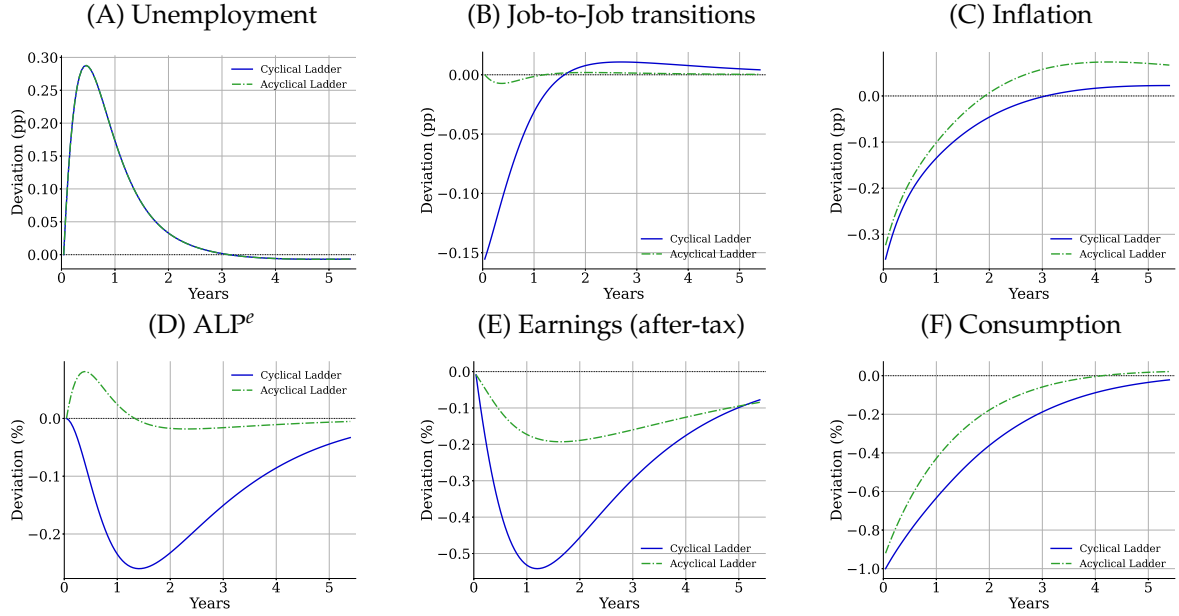 (A) Unemployment
0.30
0.25
0.20
0.15
0.10
0.05
0.00
Deviation (pp)
0 1 2 3 4 5
Years
Cyclical Ladder
Acyclical Ladder
(B) Job-to-Job transitions
0.00
−0.05
−0.10
−0.15
Deviation (pp)
0 1 2 3 4 5
Years
Cyclical Ladder
Acyclical Ladder
(C) Inflation
0.0
−0.1
−0.2
−0.3
Deviation (pp)
0 1 2 3 4 5
Years
Cyclical Ladder
Acyclical Ladder
(D) ALPᵉ
0.0
−0.1
−0.2
Deviation (%)
0 1 2 3 4 5
Years
Cyclical Ladder
Acyclical Ladder
(E) Earnings (after-tax)
0.0
−0.1
−0.2
−0.3
−0.4
−0.5
Deviation (%)
0 1 2 3 4 5
Years
Cyclical Ladder
Acyclical Ladder
(F) Consumption
0.0
−0.2
−0.4
−0.6
−0.8
−1.0
Deviation (%)
0 1 2 3 4 5
Years
Cyclical Ladder
Acyclical Ladder